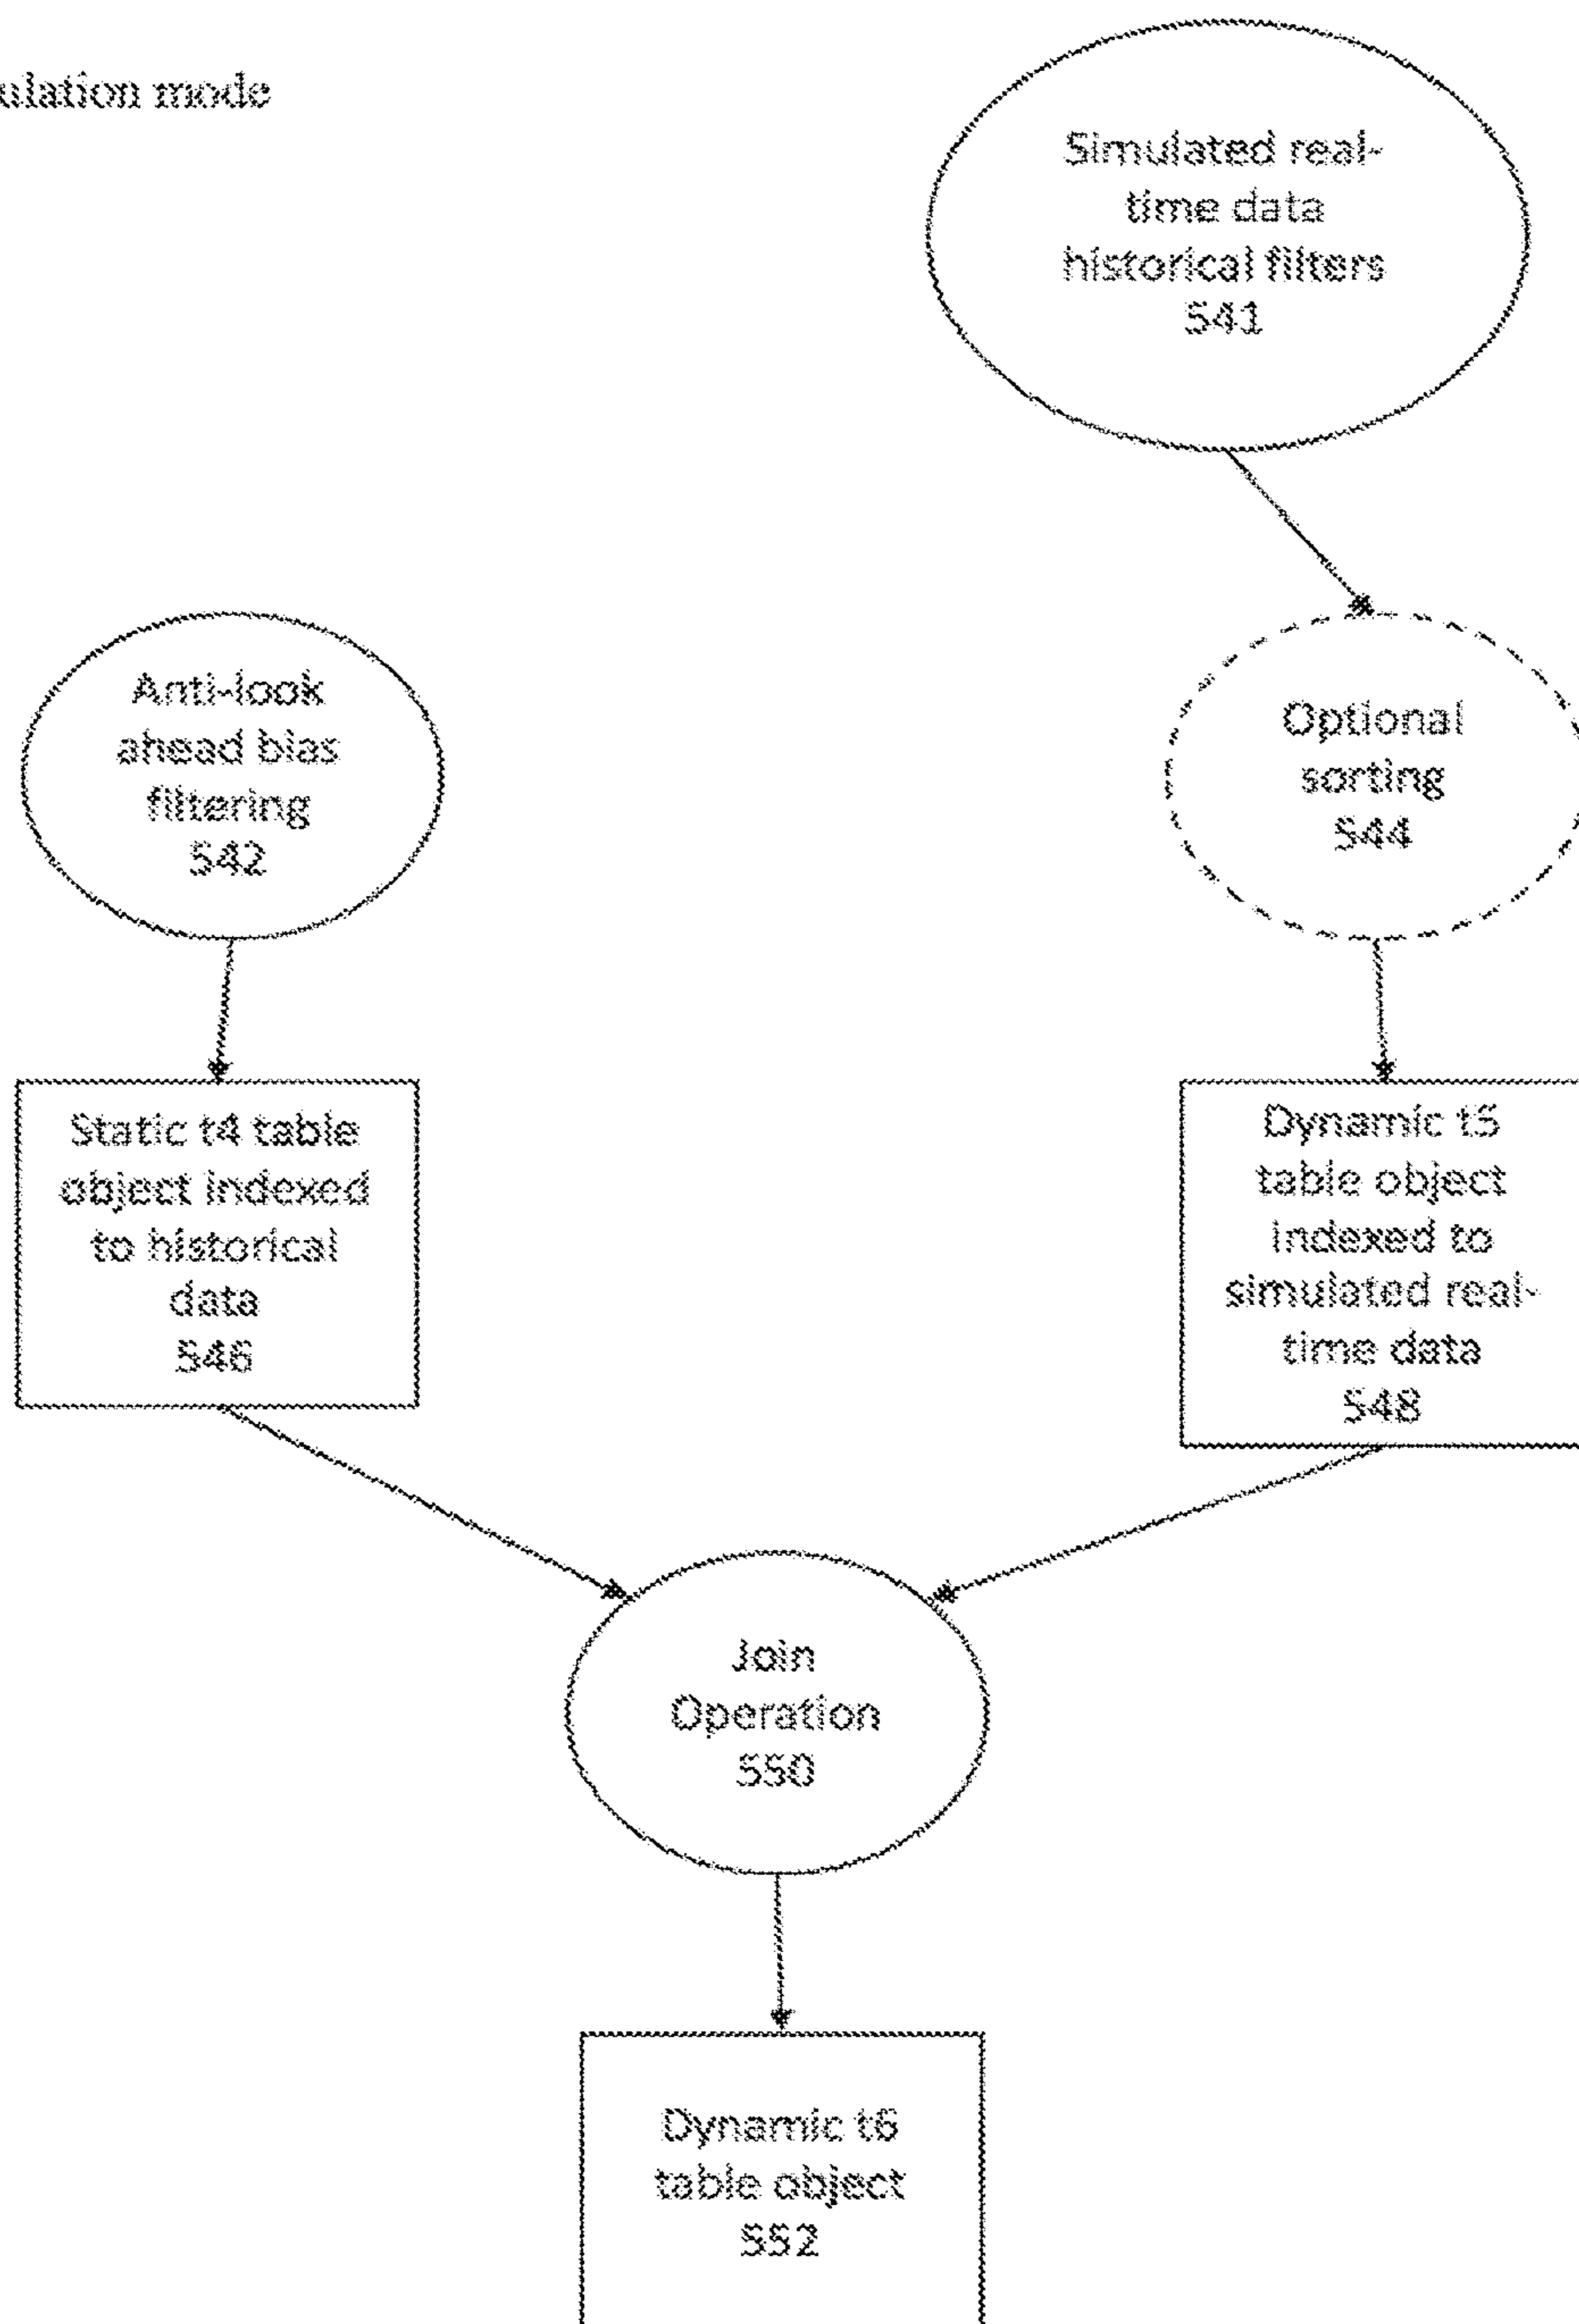 ulation mode
Simulated real-
time data
historical filters
541
Anti-look
ahead bias
filtering
542
Optional
sorting
544
Static t4 table
object indexed
to historical
data
546
Dynamic t5
table object
indexed to
simulated real-
time data
548
Join
Operation
550
Dynamic t6
table object
552